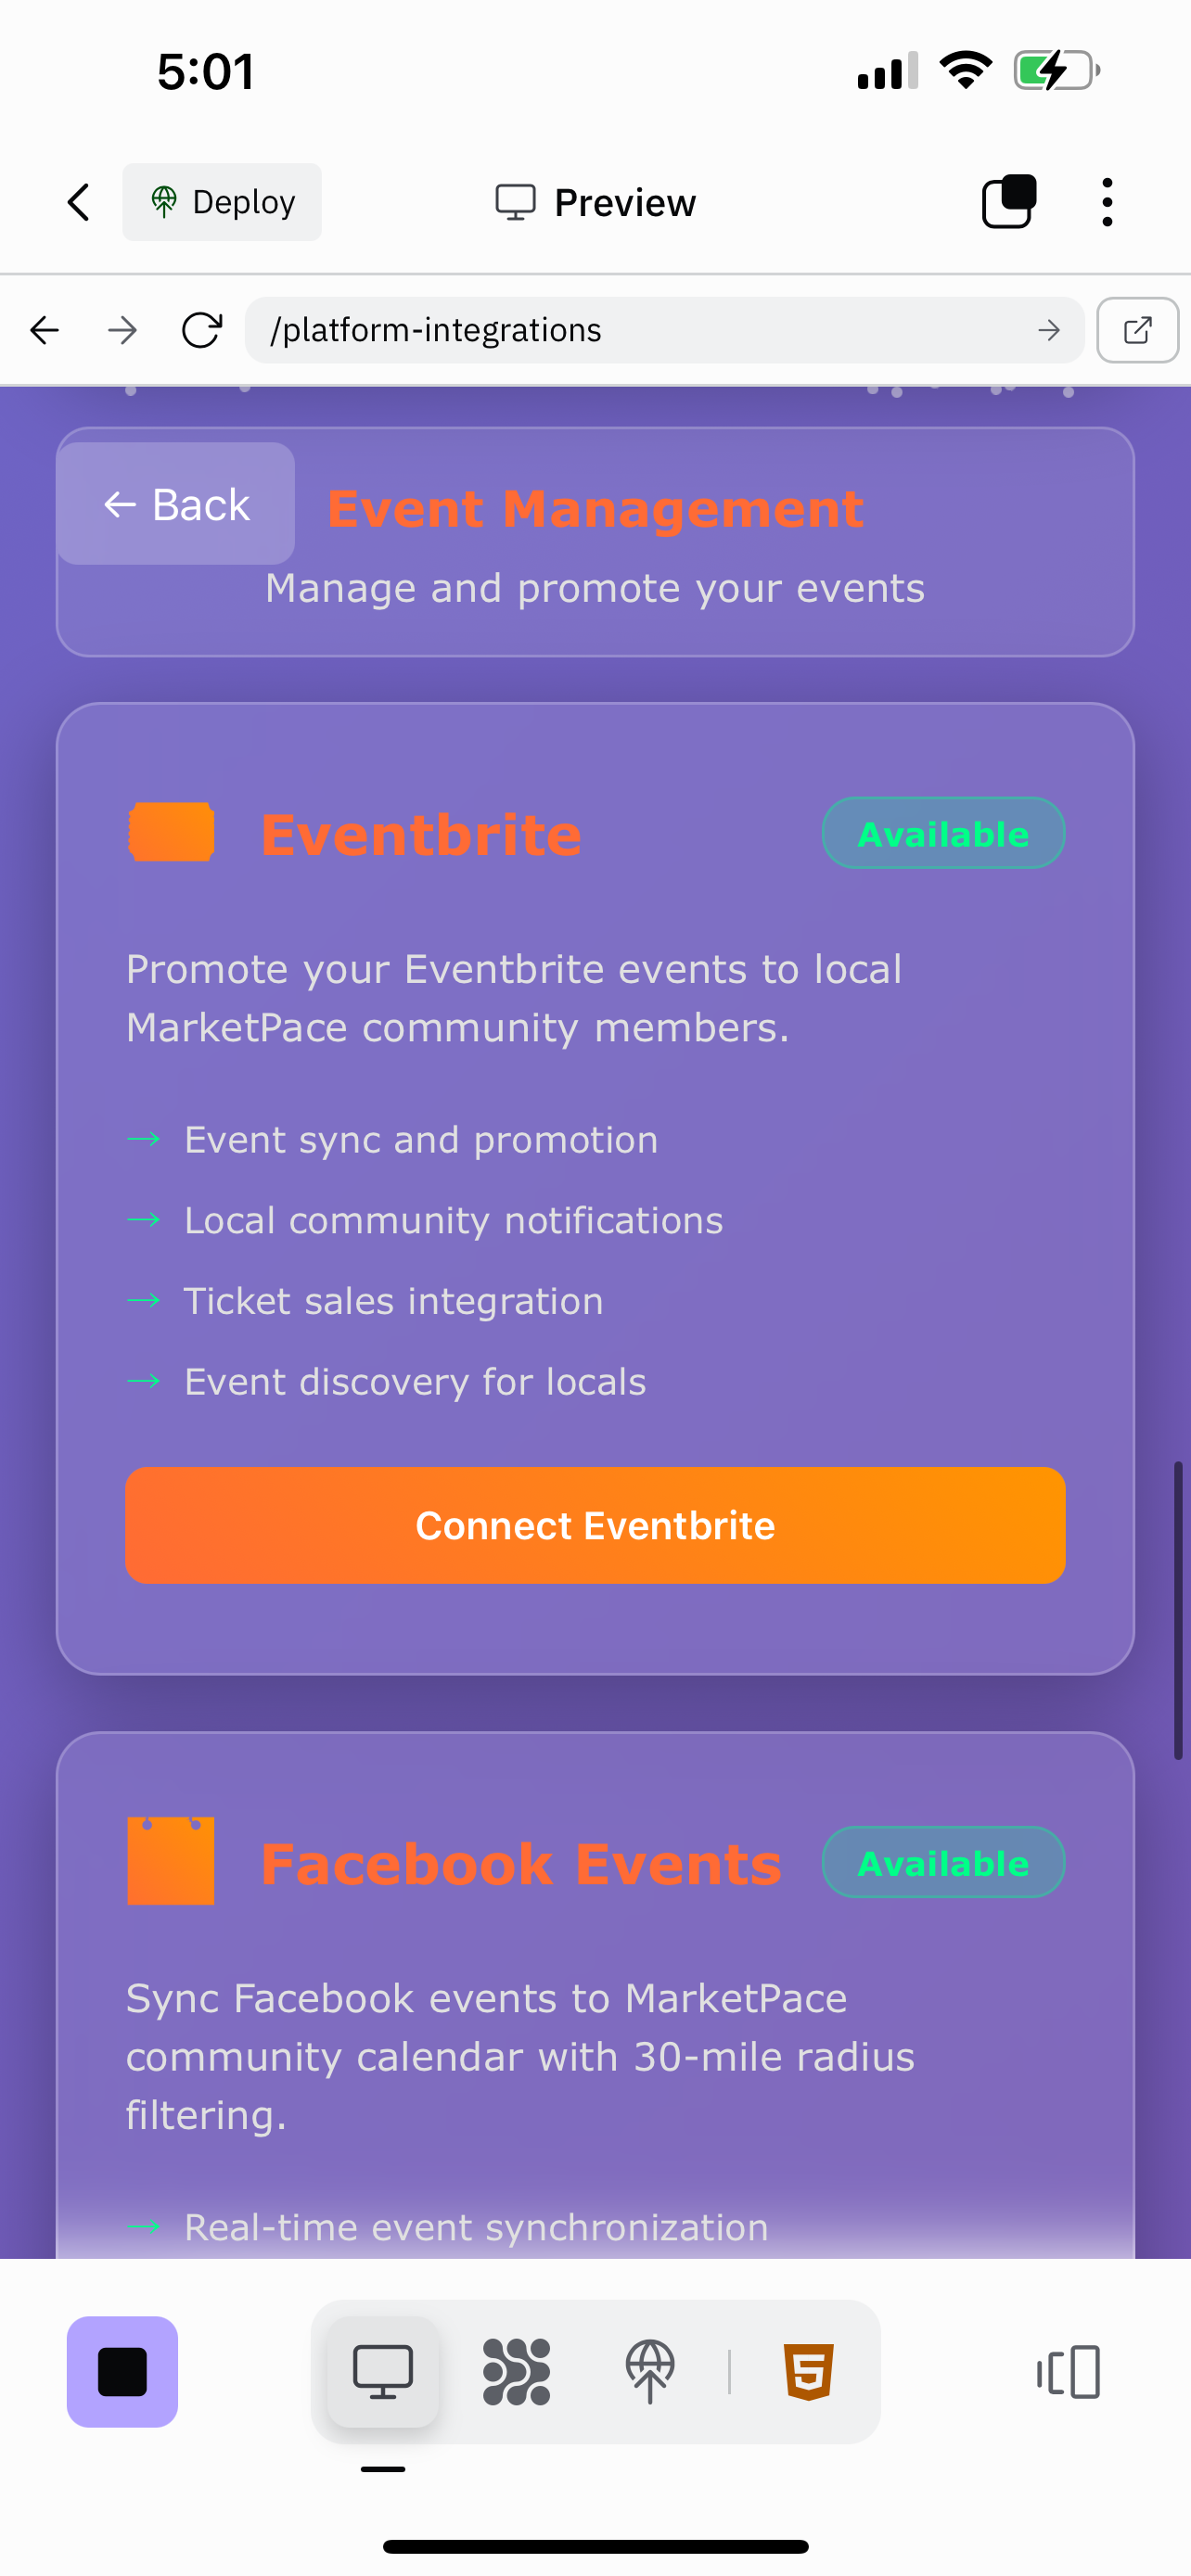 5:01
Deploy
Preview
/platform-integrations
← Back
Event Management
Manage and promote your events
Eventbrite
Available
Promote your Eventbrite events to local
MarketPace community members.
→ Event sync and promotion
→ Local community notifications
→ Ticket sales integration
→ Event discovery for locals
Connect Eventbrite
Facebook Events
Available
Sync Facebook events to MarketPace
community calendar with 30-mile radius
filtering.
→ Real-time event synchronization